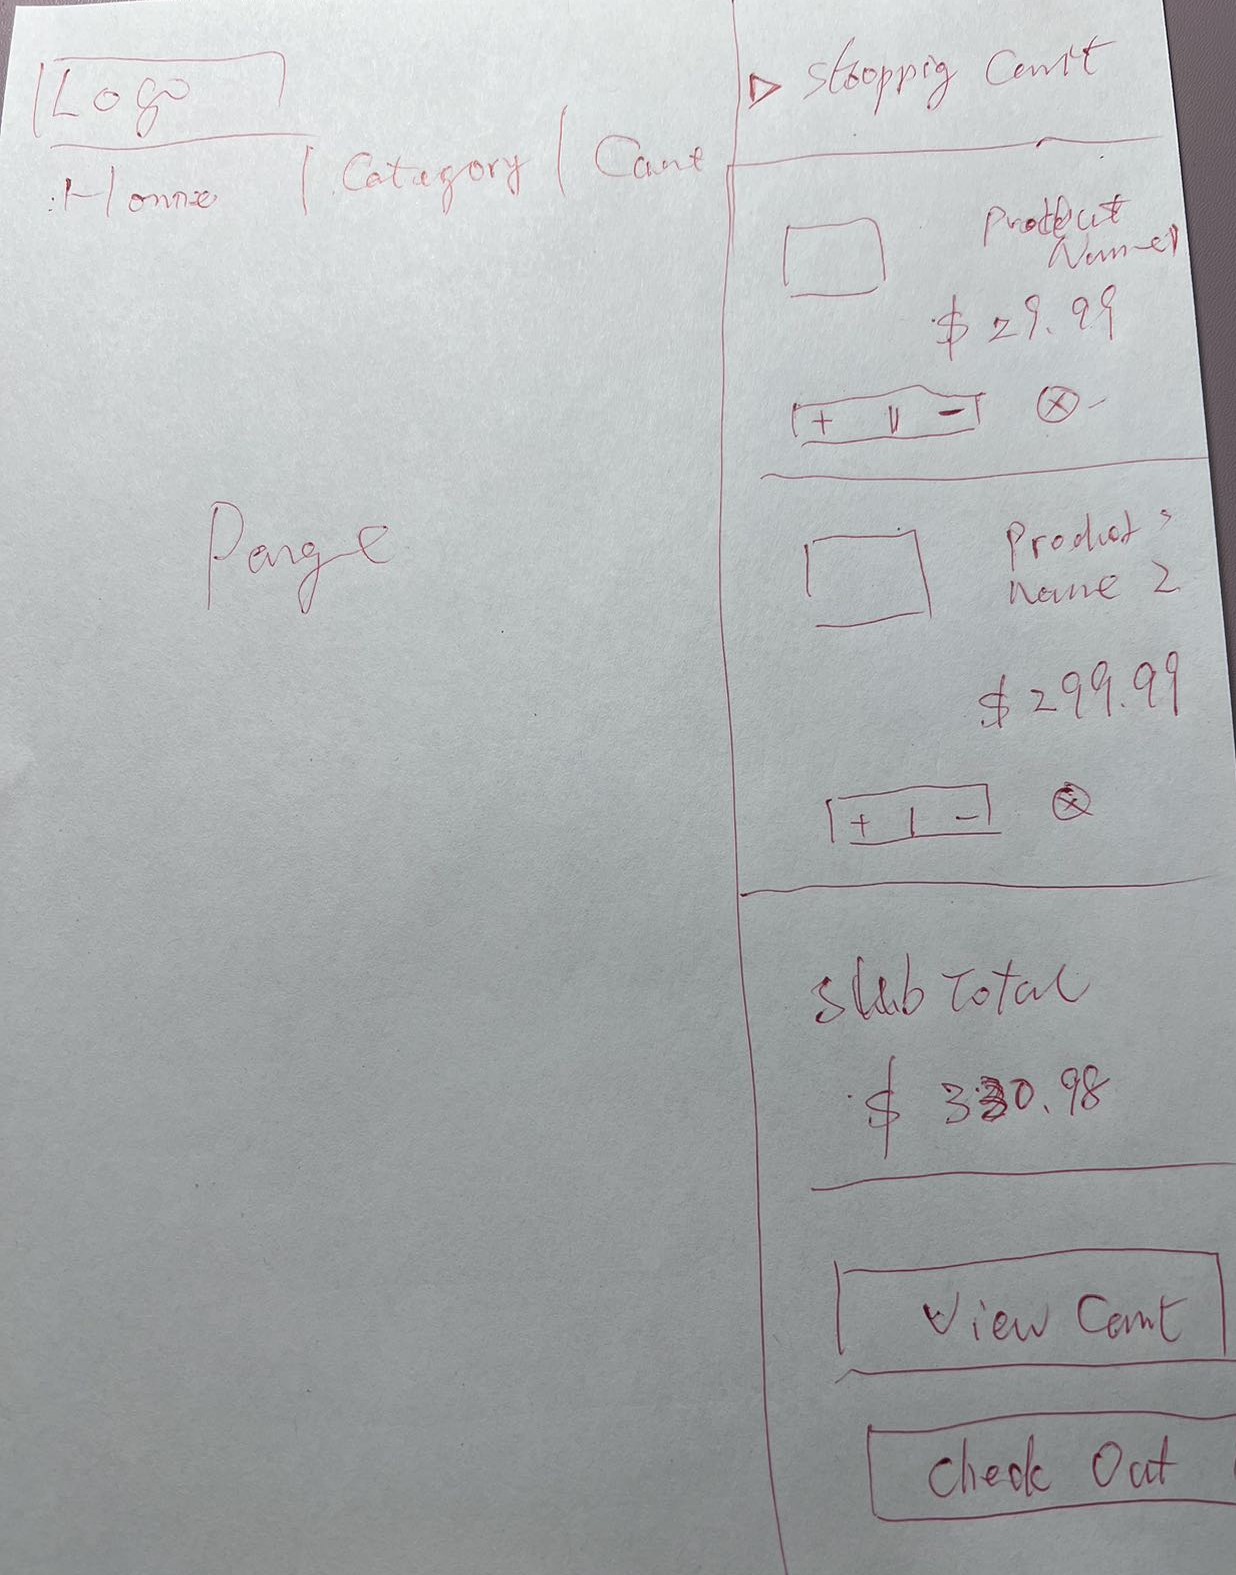 Logo
Home | Category | Cart
Page
Shopping Cart
Product
Name 1
$ 29.99
+ 1 -
Product
Name 2
$ 299.99
+ 1 -
Sub Total
$ 330.98
View Cart
Check Out